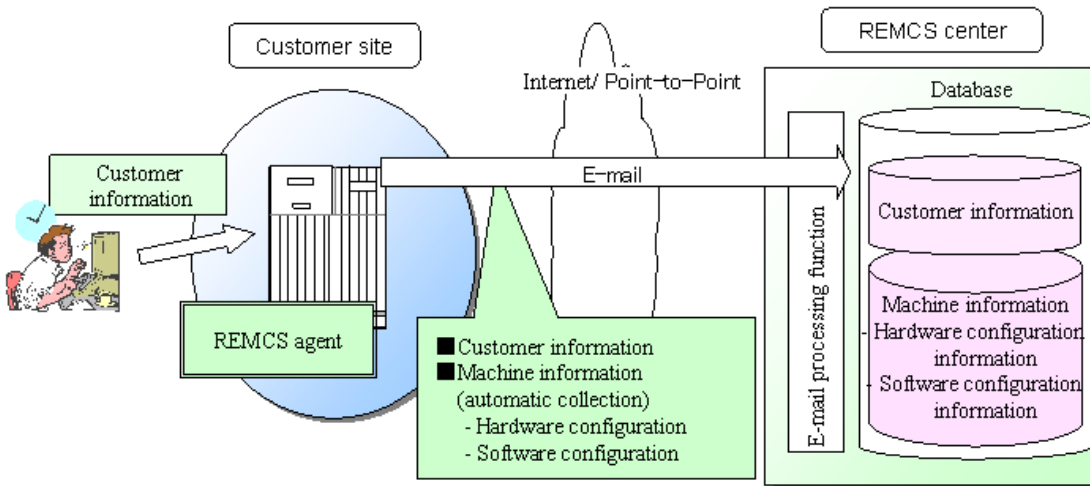 Customer site
REMCS center
Internet/ Point-to-Point
Database
Customer
information
E-mail
Customer information
E-mail processing function
REMCS agent
■ Customer information
■ Machine information
(automatic collection)
- Hardware configuration
- Software configuration
Machine information
- Hardware configuration
information
- Software configuration
information